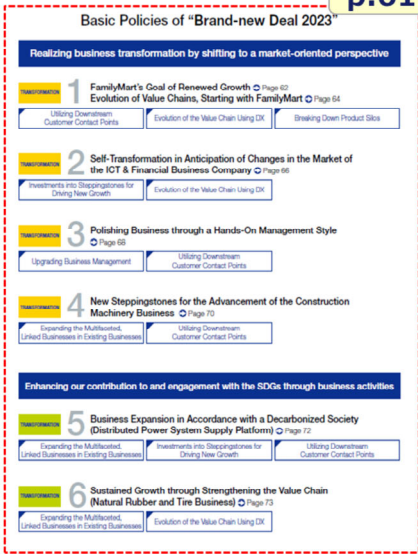 p.61
Basic Policies of “Brand-new Deal 2023”
Realizing business transformation by shifting to a market-oriented perspective
TRANSFORMATION 1 FamilyMart's Goal of Renewed Growth Page 62
Evolution of Value Chains, Starting with FamilyMart Page 64
Utilizing Downstream
Customer Contact Points
Evolution of the Value Chain Using DX
Breaking Down Product Silos
TRANSFORMATION 2 Self-Transformation in Anticipation of Changes in the Market of
the ICT & Financial Business Company Page 66
Investments into Steppingstones for
Driving New Growth
Evolution of the Value Chain Using DX
TRANSFORMATION 3 Polishing Business through a Hands-On Management Style
Page 68
Upgrading Business Management
Utilizing Downstream
Customer Contact Points
TRANSFORMATION 4 New Steppingstones for the Advancement of the Construction
Machinery Business Page 70
Expanding the Multifaceted,
Linked Businesses in Existing Businesses
Utilizing Downstream
Customer Contact Points
Enhancing our contribution to and engagement with the SDGs through business activities
TRANSFORMATION 5 Business Expansion in Accordance with a Decarbonized Society
(Distributed Power System Supply Platform) Page 72
Expanding the Multifaceted,
Linked Businesses in Existing Businesses
Investments into Steppingstones for
Driving New Growth
Utilizing Downstream
Customer Contact Points
TRANSFORMATION 6 Sustained Growth through Strengthening the Value Chain
(Natural Rubber and Tire Business) Page 73
Expanding the Multifaceted,
Linked Businesses in Existing Businesses
Evolution of the Value Chain Using DX